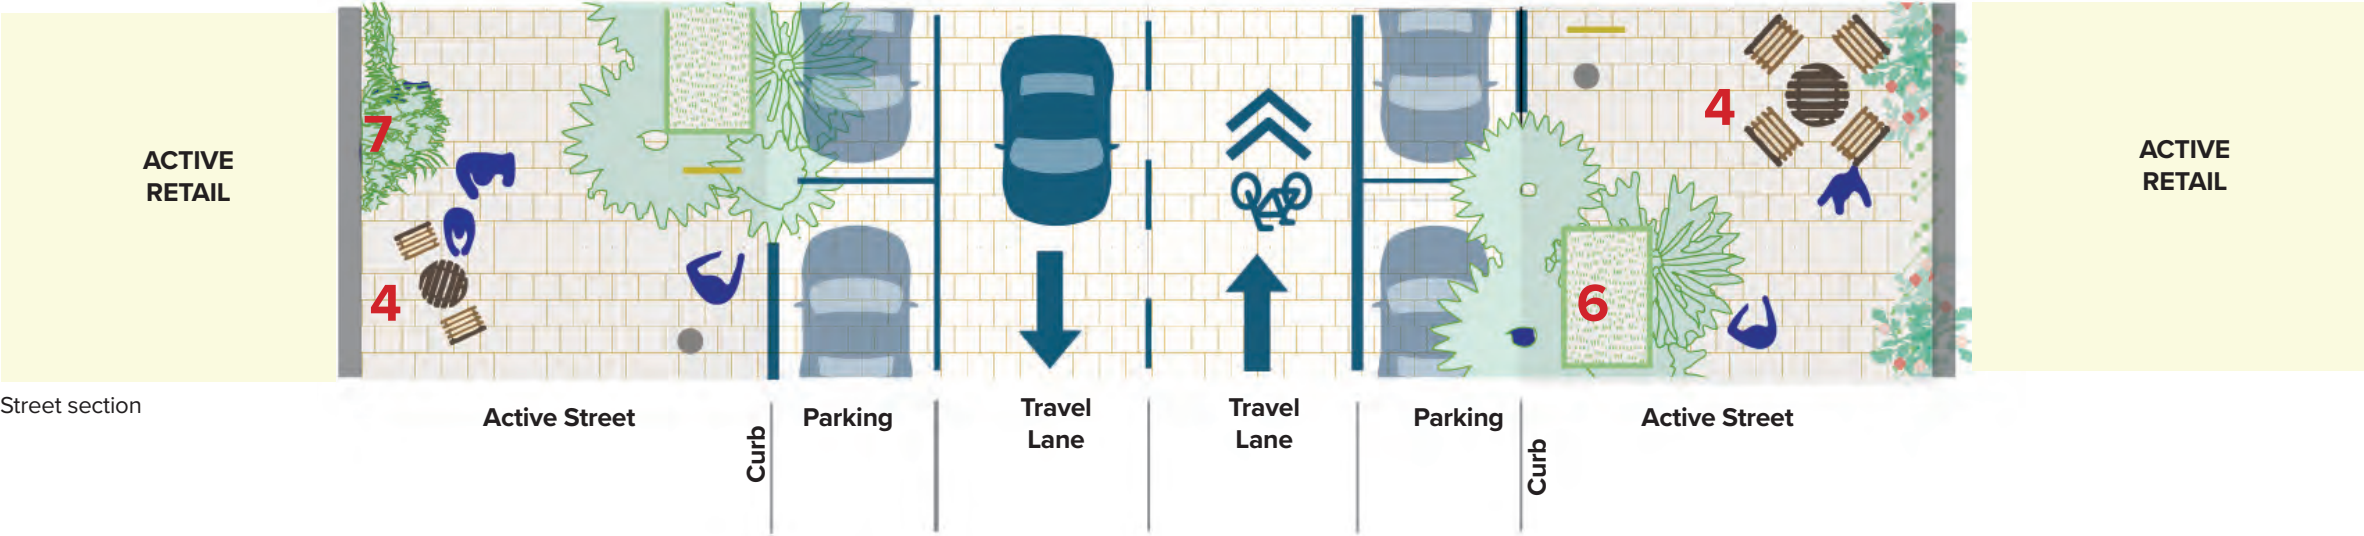 ACTIVE
RETAIL
7
4
4
6
ACTIVE
RETAIL
Street section
Active Street
Curb
Parking
Travel
Lane
Travel
Lane
Parking
Curb
Active Street